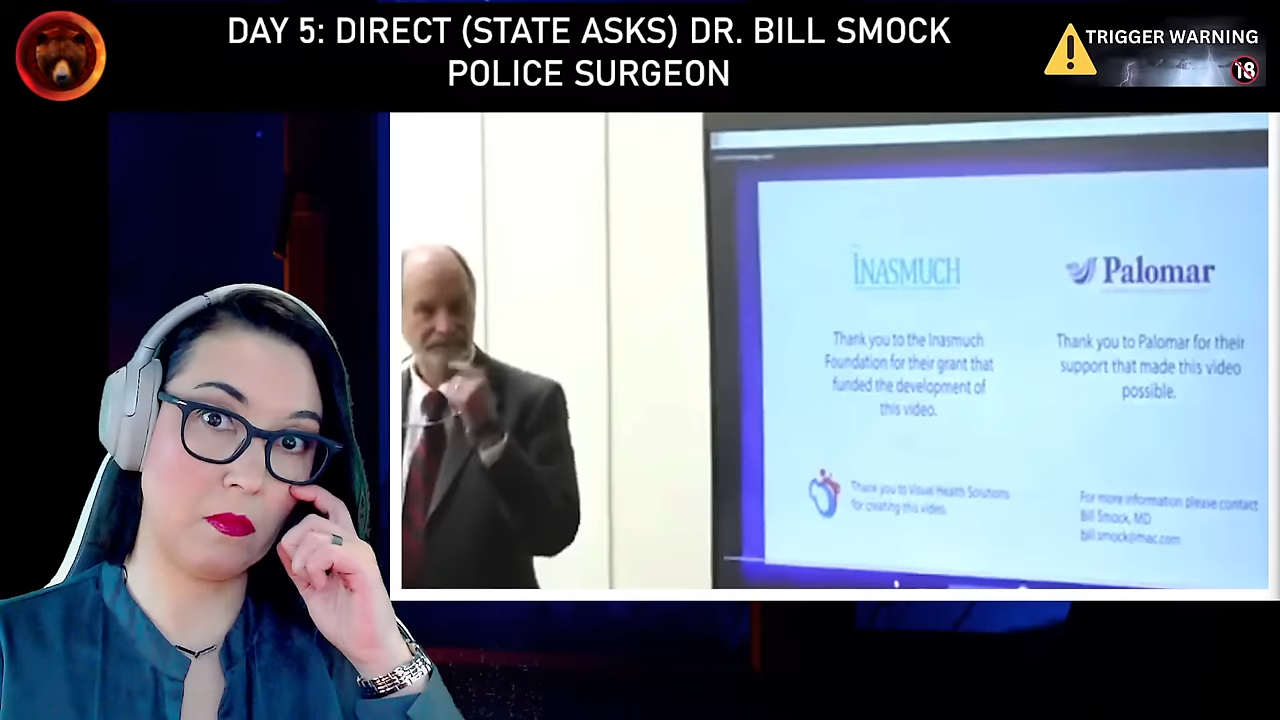 DAY 5: DIRECT (STATE ASKS) DR. BILL SMOCK
POLICE SURGEON
TRIGGER WARNING
18
INASMUCH
Thank you to the Inasmuch
Foundation for their grant that
funded the development of
this video.
Palomar
Thank you to Palomar for their
support that made this video
possible.
Thank you to Visual Health Solutions
for creating this video.
For more information please contact
Bill Smock, MD
bill.smock@mac.com